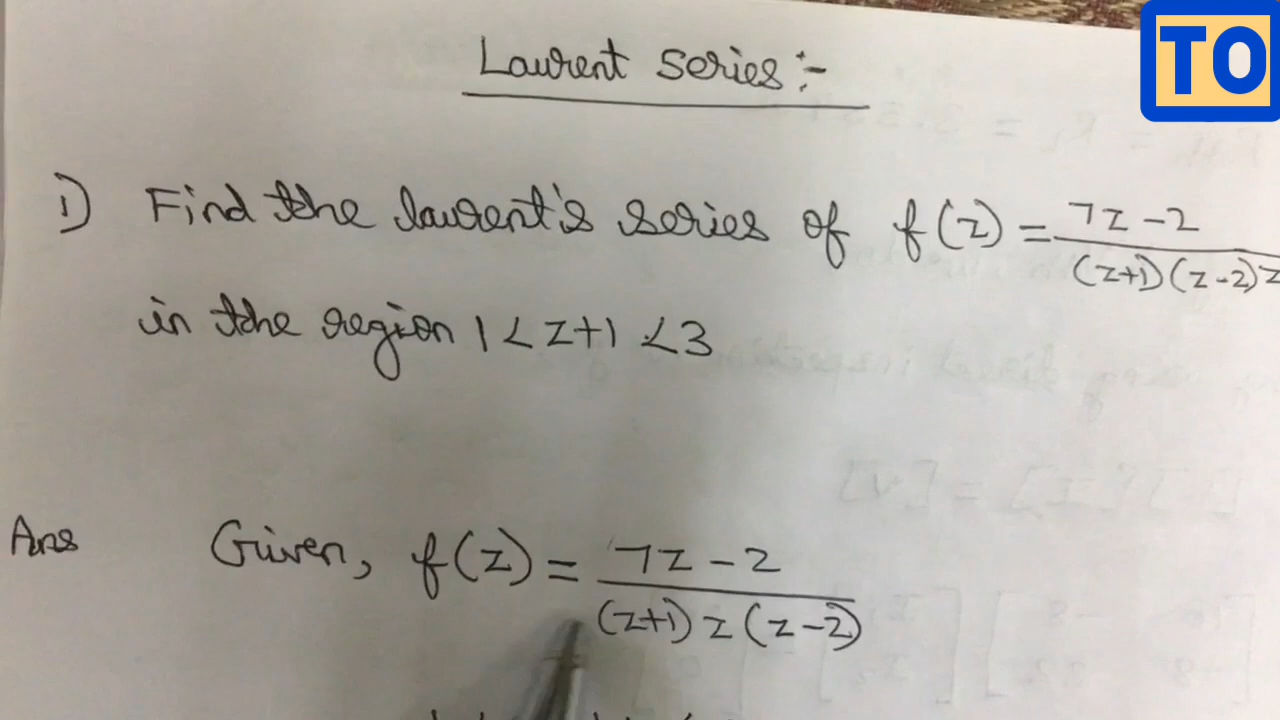 TO
Laurent series :-
1) Find the laurent's series of f(z) = 7z - 2 / (z+1)(z-2)z
in the region 1 < z+1 < 3
Ans Given, f(z) = 7z - 2 / (z+1) z (z-2)